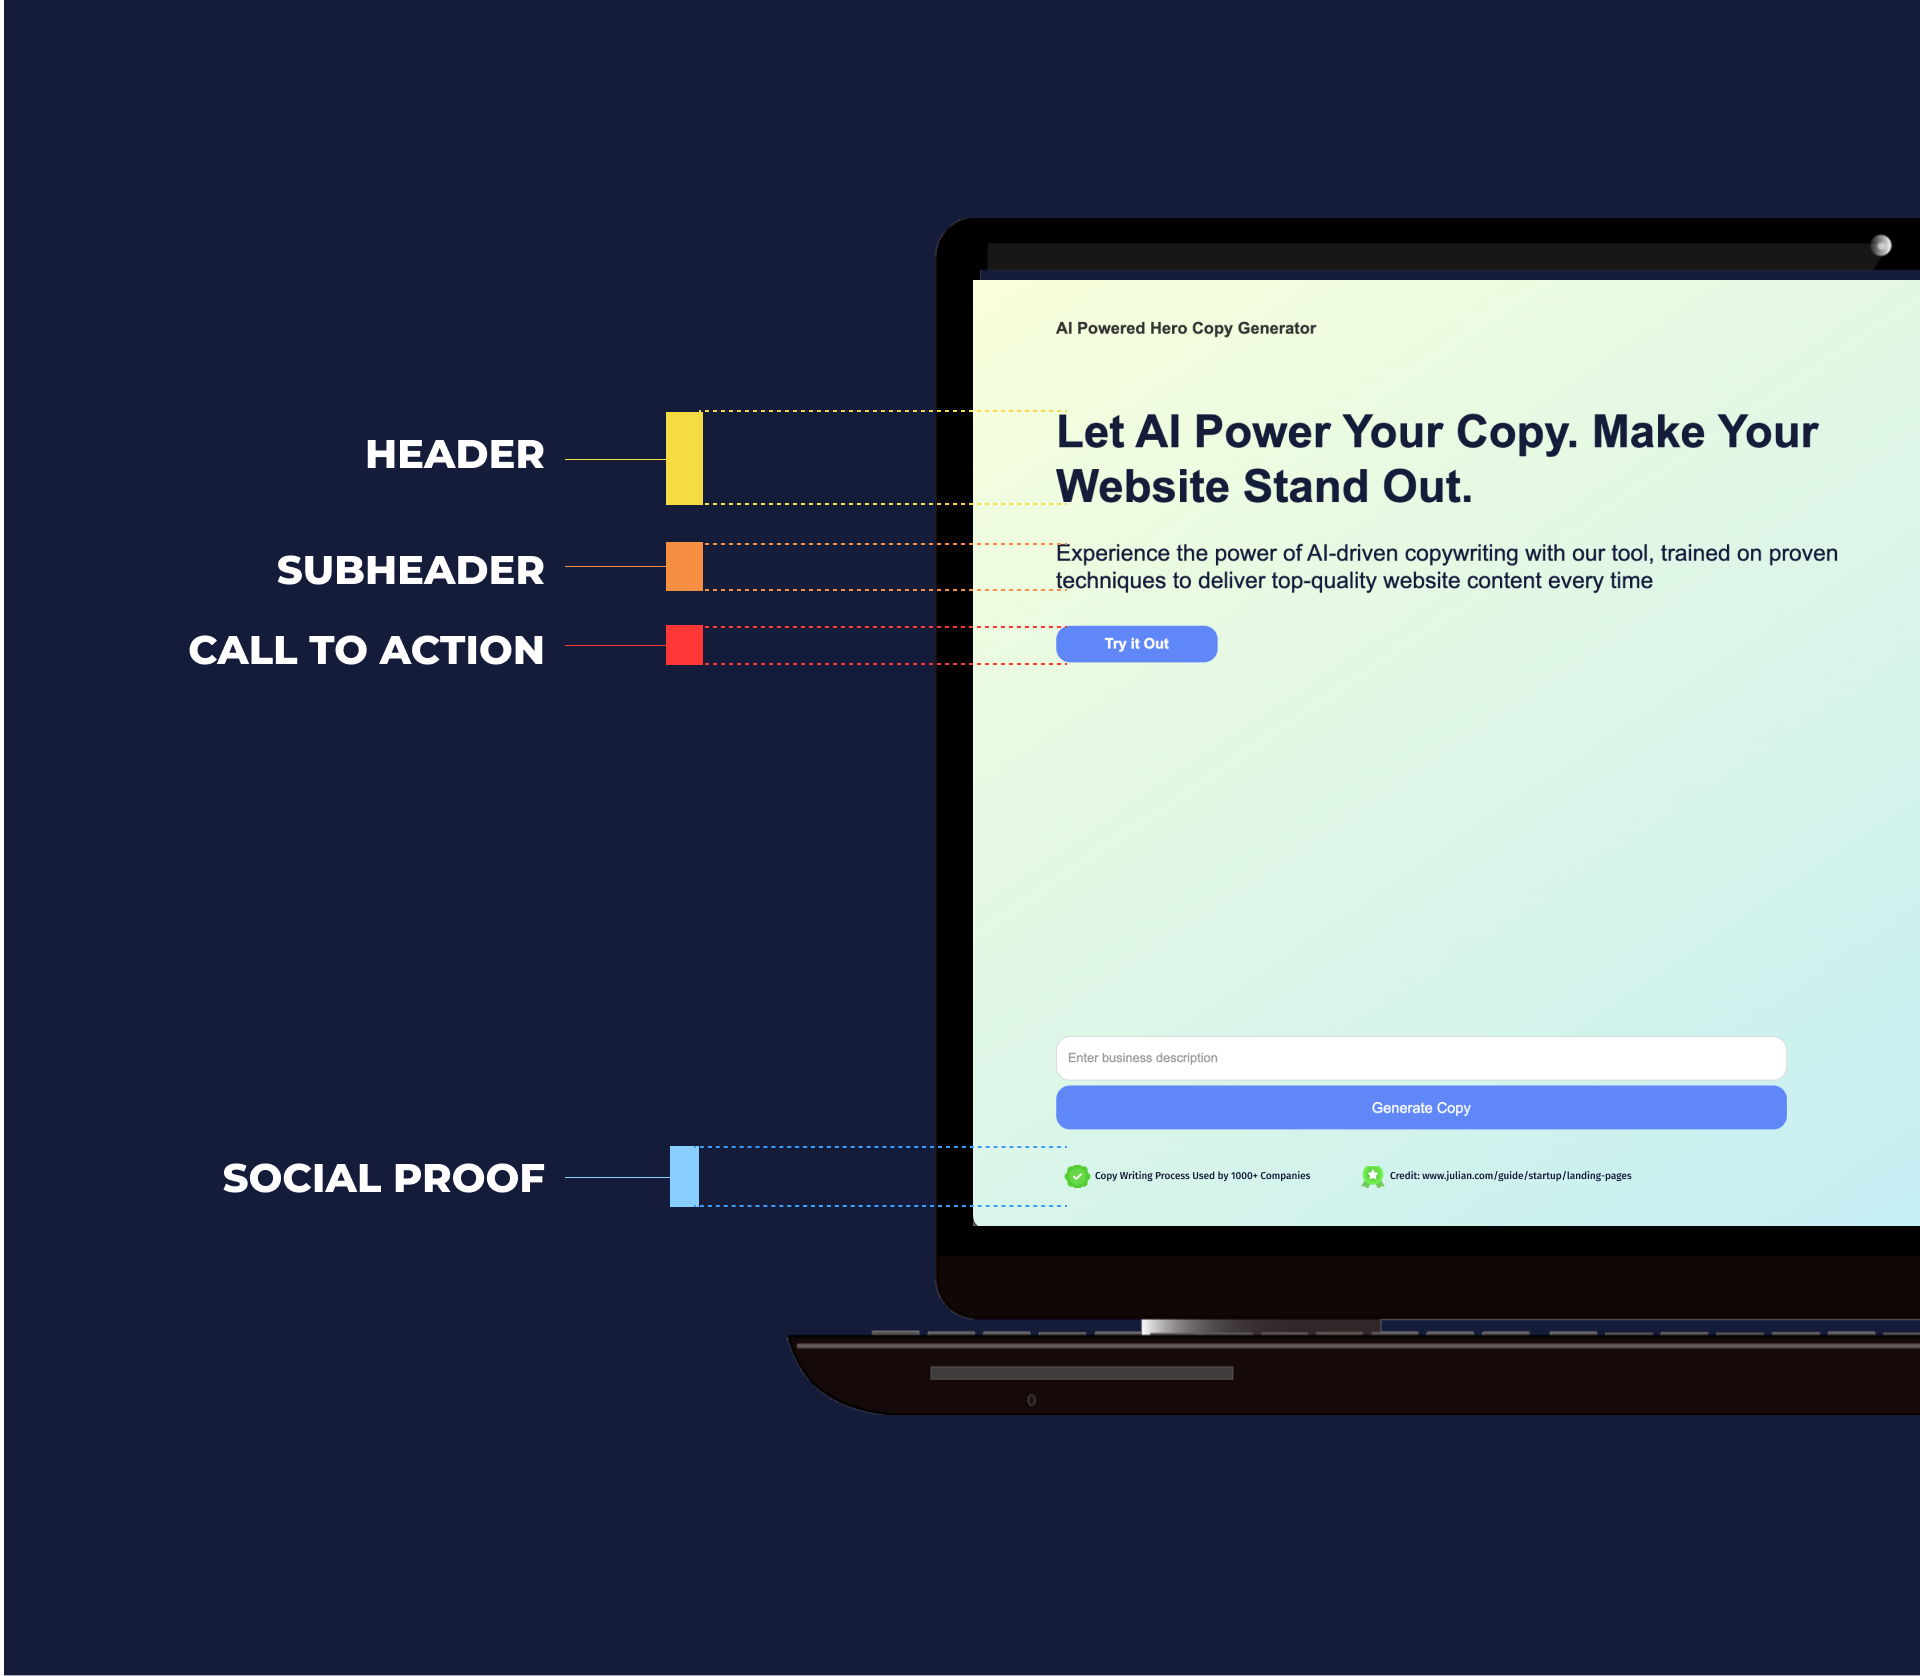 AI Powered Hero Copy Generator
HEADER
Let AI Power Your Copy. Make Your
Website Stand Out.
SUBHEADER
Experience the power of AI-driven copywriting with our tool, trained on proven
techniques to deliver top-quality website content every time
CALL TO ACTION
Try it Out
Enter business description
Generate Copy
SOCIAL PROOF
Copy Writing Process Used by 1000+ Companies
Credit: www.julian.com/guide/startup/landing-pages